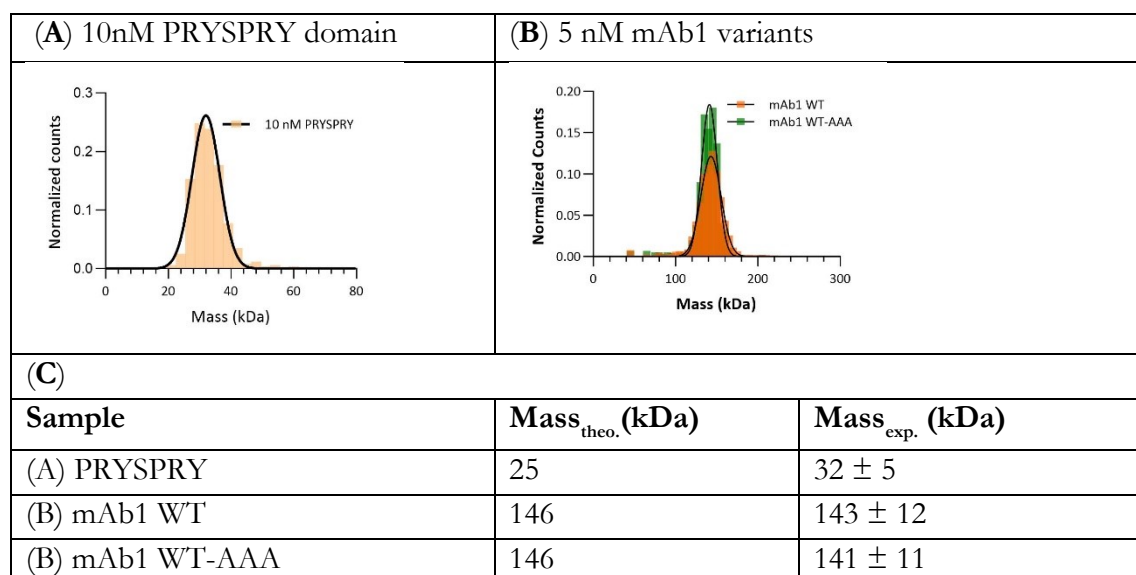 (A) 10nM PRYSPRY domain
(B) 5 nM mAb1 variants
Normalized counts
0.3
0.2
0.1
0.0
10 nM PRYSPRY
0 20 40 60 80
Mass (kDa)
Normalized Counts
0.20
0.15
0.10
0.05
0.00
mAb1 WT
mAb1 WT-AAA
0 100 200 300
Mass (kDa)
(C)
Sample Mass theo. (kDa) Mass exp. (kDa)
(A) PRYSPRY 25 32 ± 5
(B) mAb1 WT 146 143 ± 12
(B) mAb1 WT-AAA 146 141 ± 11